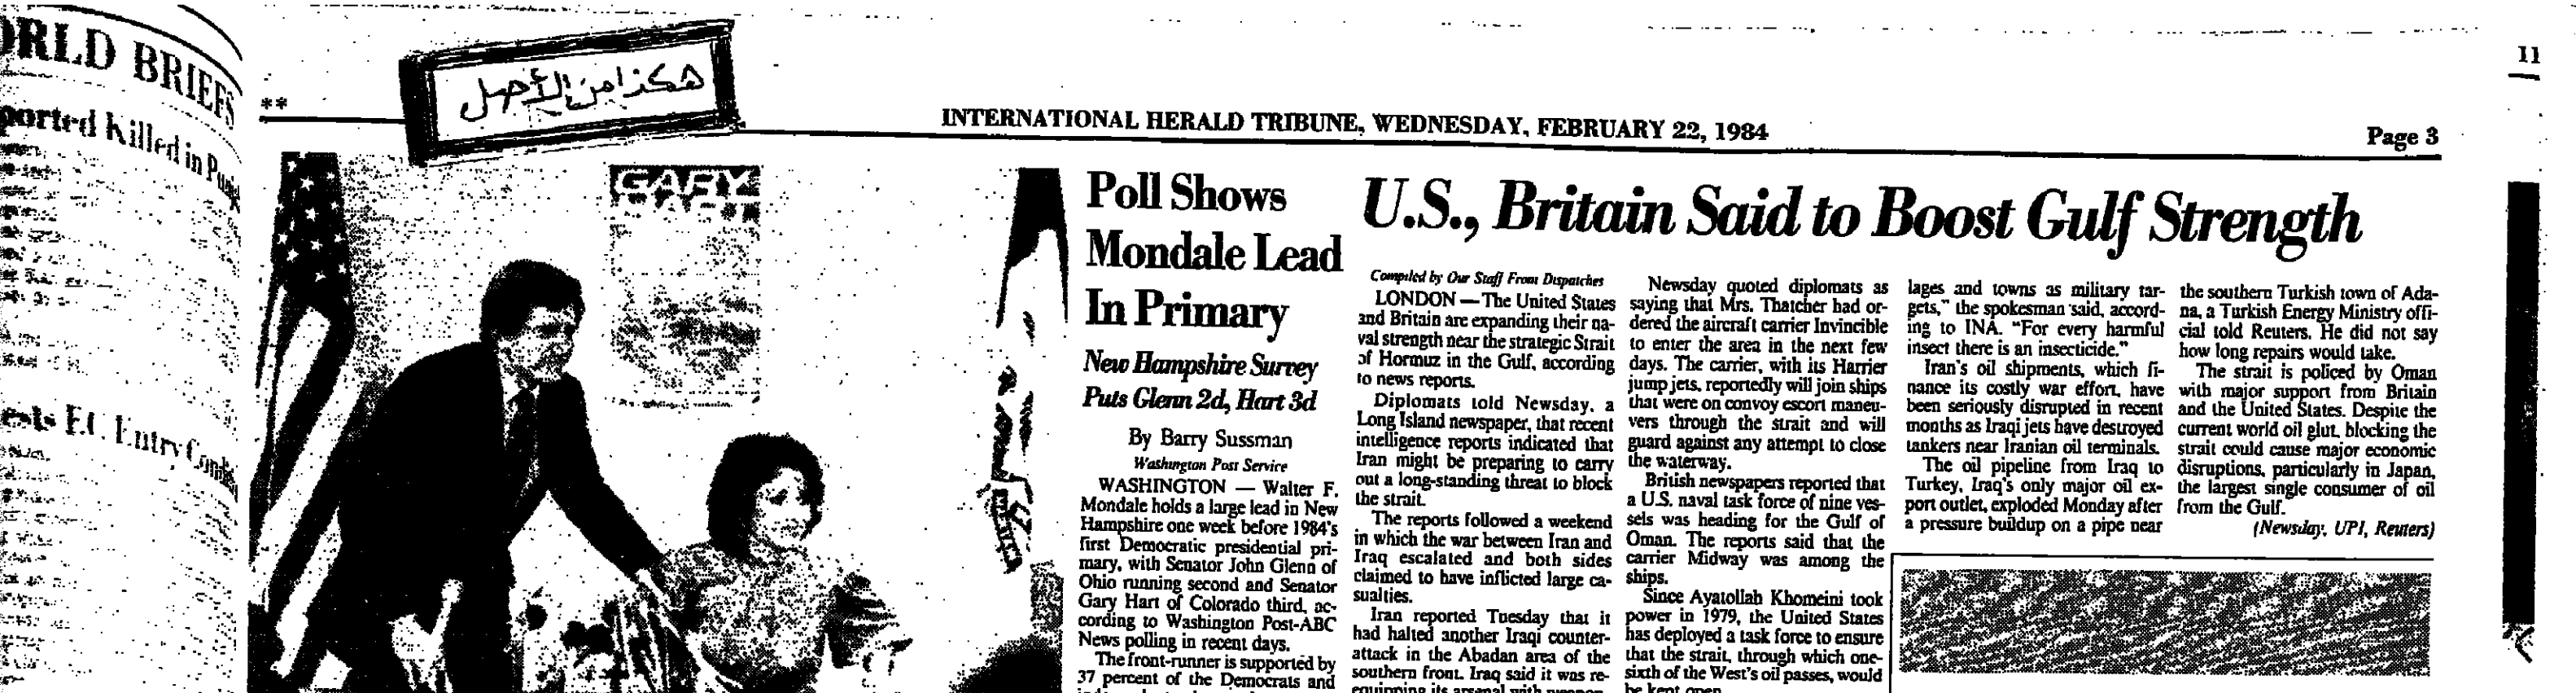 ORLD BRIEFS
ported Killed in
E.C. Entry
**
هكذا من الأصل
11
INTERNATIONAL HERALD TRIBUNE, WEDNESDAY, FEBRUARY 22, 1984
Page 3
GARY
Poll Shows
Mondale Lead
In Primary
New Hampshire Survey
Puts Glenn 2d, Hart 3d
By Barry Sussman
Washington Post Service
WASHINGTON — Walter F.
Mondale holds a large lead in New
Hampshire one week before 1984's
first Democratic presidential pri-
mary, with Senator John Glenn of
Ohio running second and Senator
Gary Hart of Colorado third, ac-
cording to Washington Post-ABC
News polling in recent days.
The front-runner is supported by
37 percent of the Democrats and
U.S., Britain Said to Boost Gulf Strength
Compiled by Our Staff From Dispatches
LONDON — The United States
and Britain are expanding their na-
val strength near the strategic Strait
of Hormuz in the Gulf, according
to news reports.
Diplomats told Newsday, a
Long Island newspaper, that recent
intelligence reports indicated that
Iran might be preparing to carry
out a long-standing threat to block
the strait.
The reports followed a weekend
in which the war between Iran and
Iraq escalated and both sides
claimed to have inflicted large ca-
sualties.
Iran reported Tuesday that it
had halted another Iraqi counter-
attack in the Abadan area of the
southern front. Iraq said it was re-
equipping its arsenal with weapon-
Newsday quoted diplomats as
saying that Mrs. Thatcher had or-
dered the aircraft carrier Invincible
to enter the area in the next few
days. The carrier, with its Harrier
jump jets, reportedly will join ships
that were on convoy escort maneu-
vers through the strait and will
guard against any attempt to close
the waterway.
British newspapers reported that
a U.S. naval task force of nine ves-
sels was heading for the Gulf of
Oman. The reports said that the
carrier Midway was among the
ships.
Since Ayatollah Khomeini took
power in 1979, the United States
has deployed a task force to ensure
that the strait, through which one-
sixth of the West's oil passes, would
be kept open.
lages and towns as military tar-
gets," the spokesman said, accord-
ing to INA. "For every harmful
insect there is an insecticide."
Iran's oil shipments, which fi-
nance its costly war effort, have
been seriously disrupted in recent
months as Iraqi jets have destroyed
tankers near Iranian oil terminals.
The oil pipeline from Iraq to
Turkey, Iraq's only major oil ex-
port outlet, exploded Monday after
a pressure buildup on a pipe near
the southern Turkish town of Ada-
na, a Turkish Energy Ministry offi-
cial told Reuters. He did not say
how long repairs would take.
The strait is policed by Oman
with major support from Britain
and the United States. Despite the
current world oil glut, blocking the
strait could cause major economic
disruptions, particularly in Japan,
the largest single consumer of oil
from the Gulf.
(Newsday, UPI, Reuters)